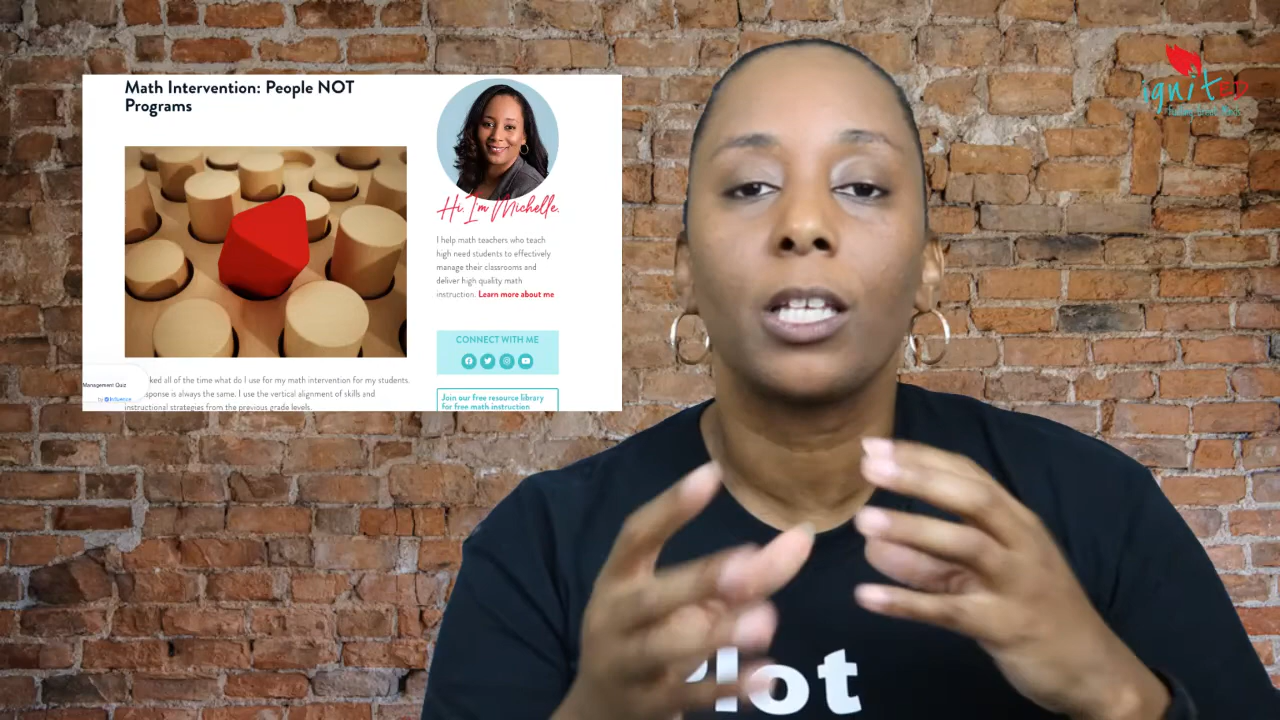 Math Intervention: People NOT
Programs
Hi, I'm Michelle.
I help math teachers who teach
high need students to effectively
manage their classrooms and
deliver high quality math
instruction. Learn more about me
CONNECT WITH ME
Join our free resource library
for free math instruction
ked all of the time what do I use for my math intervention for my students.
sponse is always the same. I use the vertical alignment of skills and
instructional strategies from the previous grade levels.
Management Quiz
by
ignitED
Plot